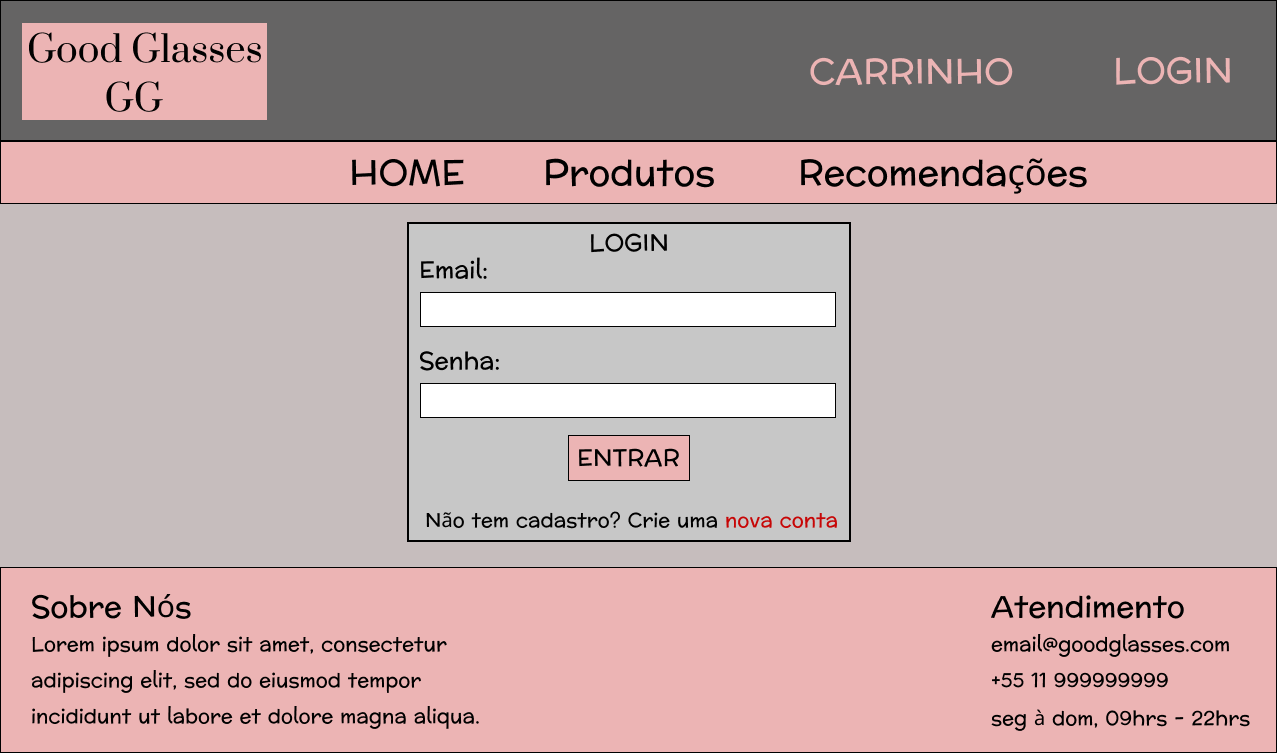 Good Glasses
GG
CARRINHO
LOGIN
HOME
Produtos
Recomendações
LOGIN
Email:
Senha:
ENTRAR
Não tem cadastro? Crie uma nova conta
Sobre Nós
Lorem ipsum dolor sit amet, consectetur
adipiscing elit, sed do eiusmod tempor
incididunt ut labore et dolore magna aliqua.
Atendimento
email@goodglasses.com
+55 11 999999999
seg à dom, 09hrs - 22hrs